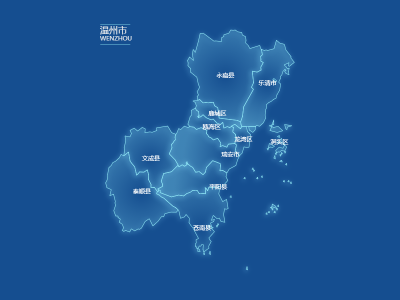 温州市
WENZHOU
永嘉县
乐清市
鹿城区
瓯海区
龙湾区
洞头区
瑞安市
文成县
平阳县
泰顺县
苍南县